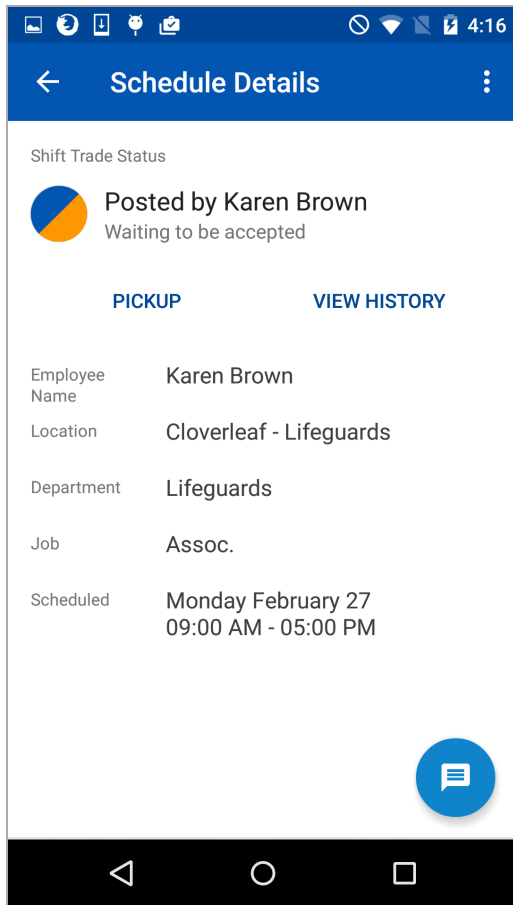 4:16
Schedule Details
Shift Trade Status
Posted by Karen Brown
Waiting to be accepted
PICKUP VIEW HISTORY
Employee Name Karen Brown
Location Cloverleaf - Lifeguards
Department Lifeguards
Job Assoc.
Scheduled Monday February 27
09:00 AM - 05:00 PM